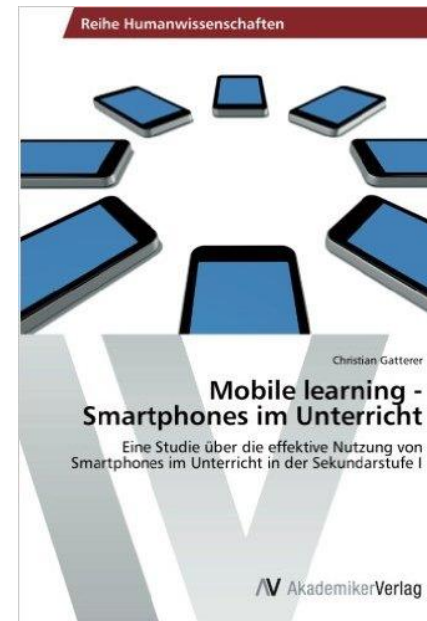 Reihe Humanwissenschaften
Christian Gatterer
Mobile learning -
Smartphones im Unterricht
Eine Studie über die effektive Nutzung von
Smartphones im Unterricht in der Sekundarstufe I
AV AkademikerVerlag